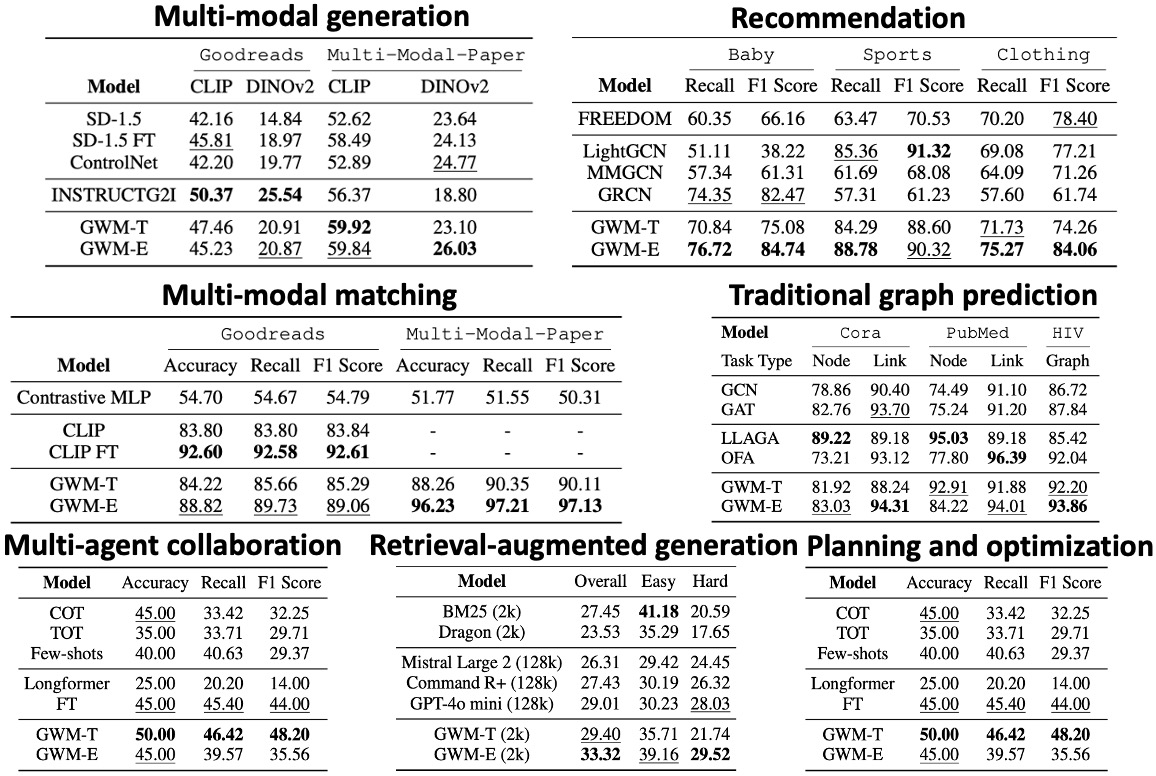 Multi-modal generation
Goodreads Multi-Modal-Paper
Model CLIP DINOv2 CLIP DINOv2
SD-1.5 42.16 14.84 52.62 23.64
SD-1.5 FT 45.81 18.97 58.49 24.13
ControlNet 42.20 19.77 52.89 24.77
INSTRUCTG2I 50.37 25.54 56.37 18.80
GWM-T 47.46 20.91 59.92 23.10
GWM-E 45.23 20.87 59.84 26.03
Recommendation
Baby Sports Clothing
Model Recall F1 Score Recall F1 Score Recall F1 Score
FREEDOM 60.35 66.16 63.47 70.53 70.20 78.40
LightGCN 51.11 38.22 85.36 91.32 69.08 77.21
MMGCN 57.34 61.31 61.69 68.08 64.09 71.26
GRCN 74.35 82.47 57.31 61.23 57.60 61.74
GWM-T 70.84 75.08 84.29 88.60 71.73 74.26
GWM-E 76.72 84.74 88.78 90.32 75.27 84.06
Multi-modal matching
Goodreads Multi-Modal-Paper
Model Accuracy Recall F1 Score Accuracy Recall F1 Score
Contrastive MLP 54.70 54.67 54.79 51.77 51.55 50.31
CLIP 83.80 83.80 83.84 - - -
CLIP FT 92.60 92.58 92.61 - - -
GWM-T 84.22 85.66 85.29 88.26 90.35 90.11
GWM-E 88.82 89.73 89.06 96.23 97.21 97.13
Traditional graph prediction
Model Cora PubMed HIV
Task Type Node Link Node Link Graph
GCN 78.86 90.40 74.49 91.10 86.72
GAT 82.76 93.70 75.24 91.20 87.84
LLAGA 89.22 89.18 95.03 89.18 85.42
OFA 73.21 93.12 77.80 96.39 92.04
GWM-T 81.92 88.24 92.91 91.88 92.20
GWM-E 83.03 94.31 84.22 94.01 93.86
Multi-agent collaboration
Model Accuracy Recall F1 Score
COT 45.00 33.42 32.25
TOT 35.00 33.71 29.71
Few-shots 40.00 40.63 29.37
Longformer 25.00 20.20 14.00
FT 45.00 45.40 44.00
GWM-T 50.00 46.42 48.20
GWM-E 45.00 39.57 35.56
Retrieval-augmented generation
Model Overall Easy Hard
BM25 (2k) 27.45 41.18 20.59
Dragon (2k) 23.53 35.29 17.65
Mistral Large 2 (128k) 26.31 29.42 24.45
Command R+ (128k) 27.43 30.19 26.32
GPT-4o mini (128k) 29.01 30.23 28.03
GWM-T (2k) 29.40 35.71 21.74
GWM-E (2k) 33.32 39.16 29.52
Planning and optimization
Model Accuracy Recall F1 Score
COT 45.00 33.42 32.25
TOT 35.00 33.71 29.71
Few-shots 40.00 40.63 29.37
Longformer 25.00 20.20 14.00
FT 45.00 45.40 44.00
GWM-T 50.00 46.42 48.20
GWM-E 45.00 39.57 35.56